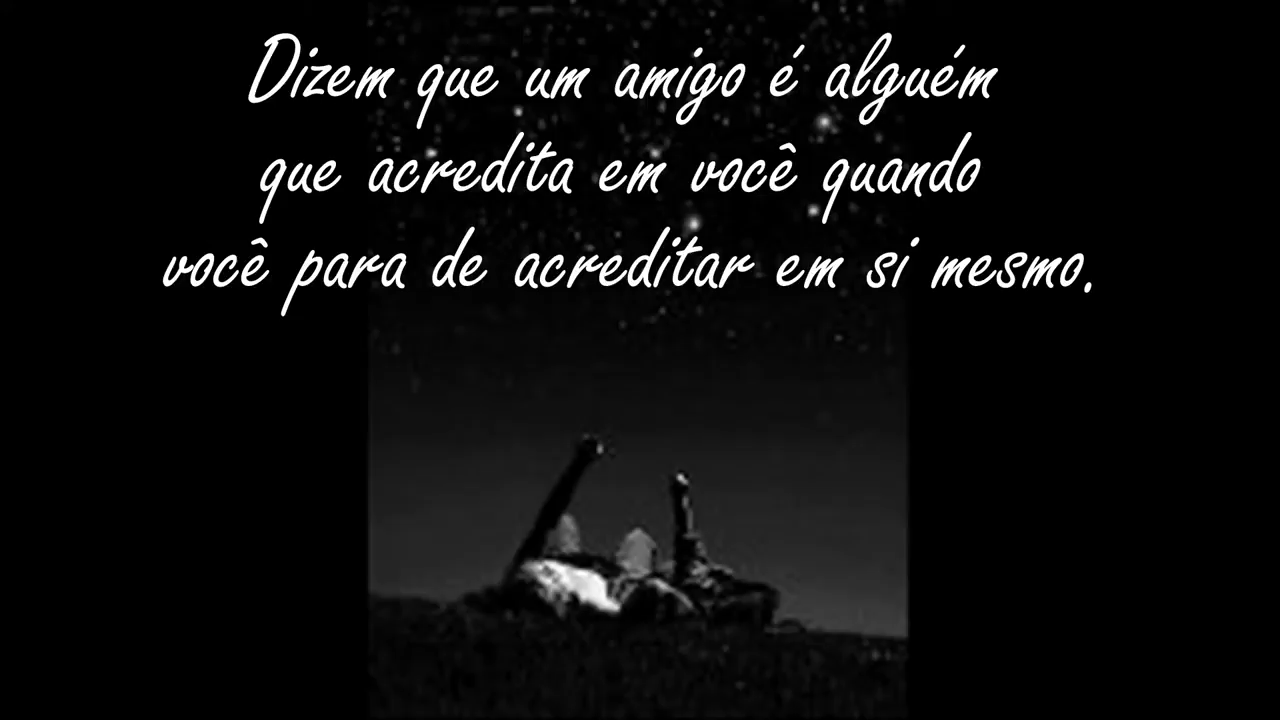 Dizem que um amigo é alguém
que acredita em você quando
você para de acreditar em si mesmo.